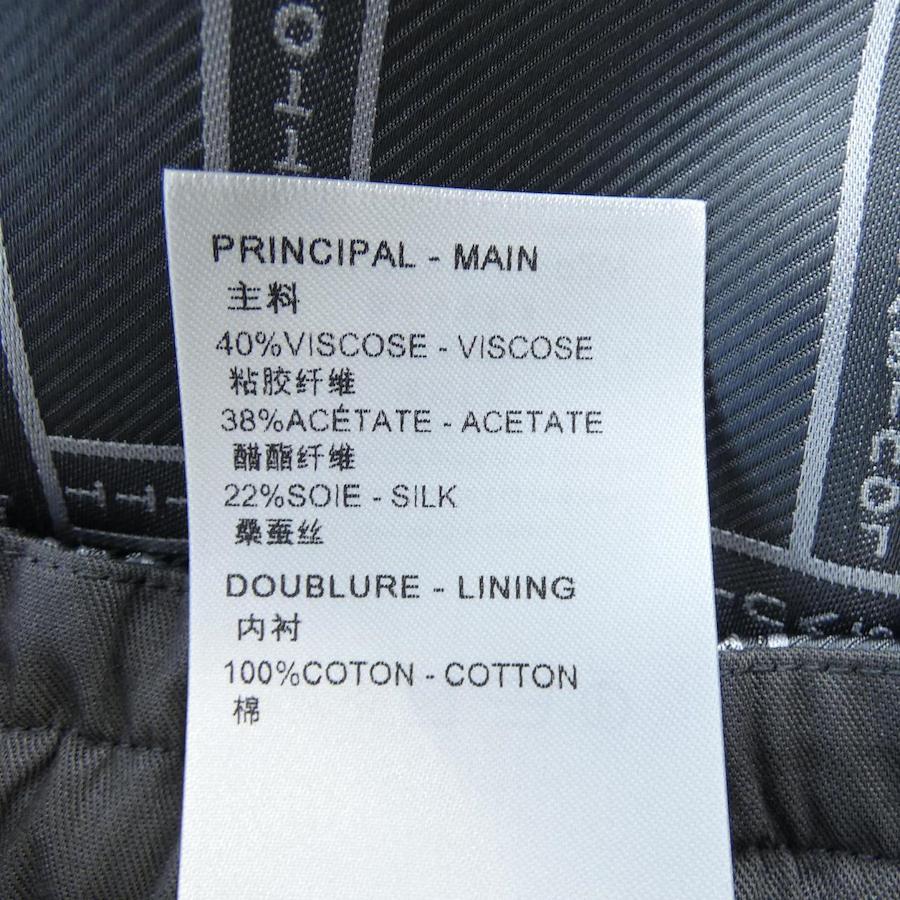 PRINCIPAL - MAIN
主料
40%VISCOSE - VISCOSE
粘胶纤维
38%ACÉTATE - ACETATE
醋酯纤维
22%SOIE - SILK
桑蚕丝
DOUBLURE - LINING
内衬
100%COTON - COTTON
棉